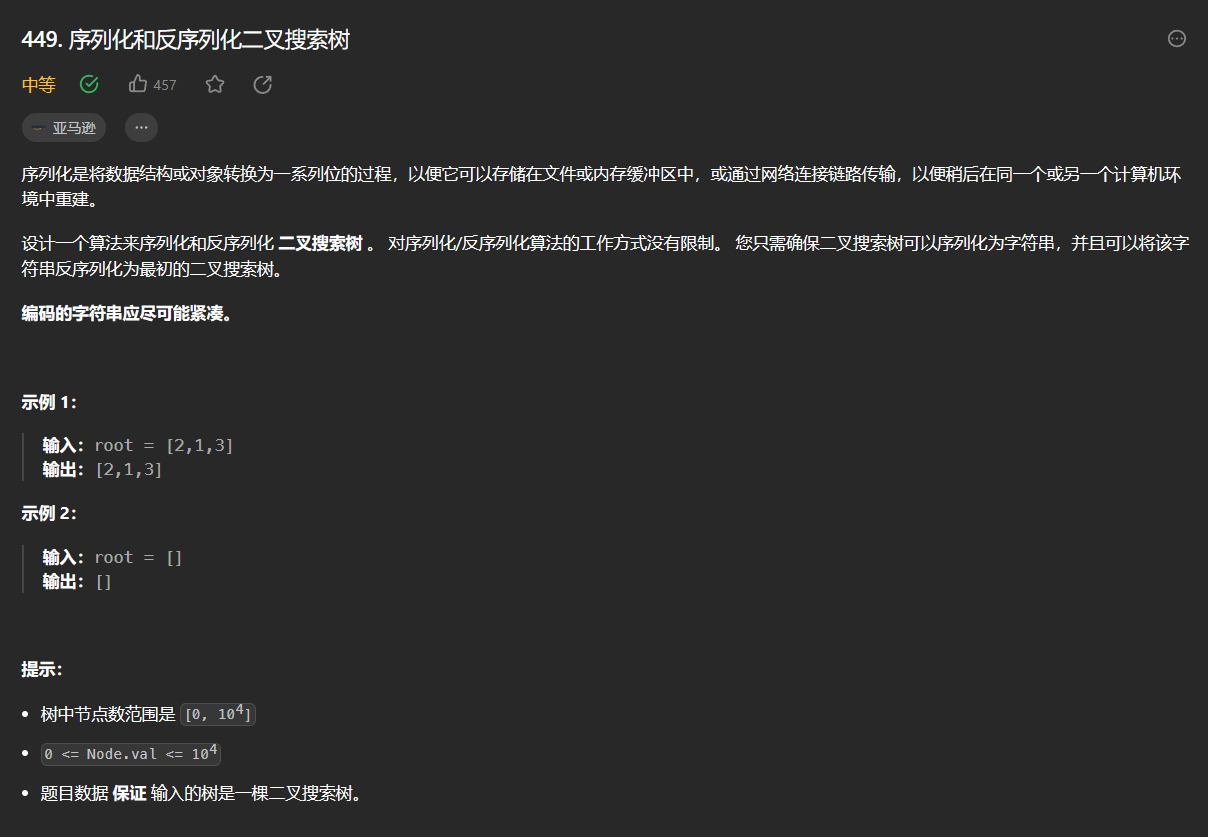 449. 序列化和反序列化二叉搜索树
中等 457
亚马逊 ...
序列化是将数据结构或对象转换为一系列位的过程，以便它可以存储在文件或内存缓冲区中，或通过网络连接链路传输，以便稍后在同一个或另一个计算机环
境中重建。
设计一个算法来序列化和反序列化 二叉搜索树 。 对序列化/反序列化算法的工作方式没有限制。 您只需确保二叉搜索树可以序列化为字符串，并且可以将该字
符串反序列化为最初的二叉搜索树。
编码的字符串应尽可能紧凑。
示例 1：
输入：root = [2,1,3]
输出：[2,1,3]
示例 2：
输入：root = []
输出：[]
提示：
• 树中节点数范围是 [0, 10⁴]
• 0 <= Node.val <= 10⁴
• 题目数据 保证 输入的树是一棵二叉搜索树。